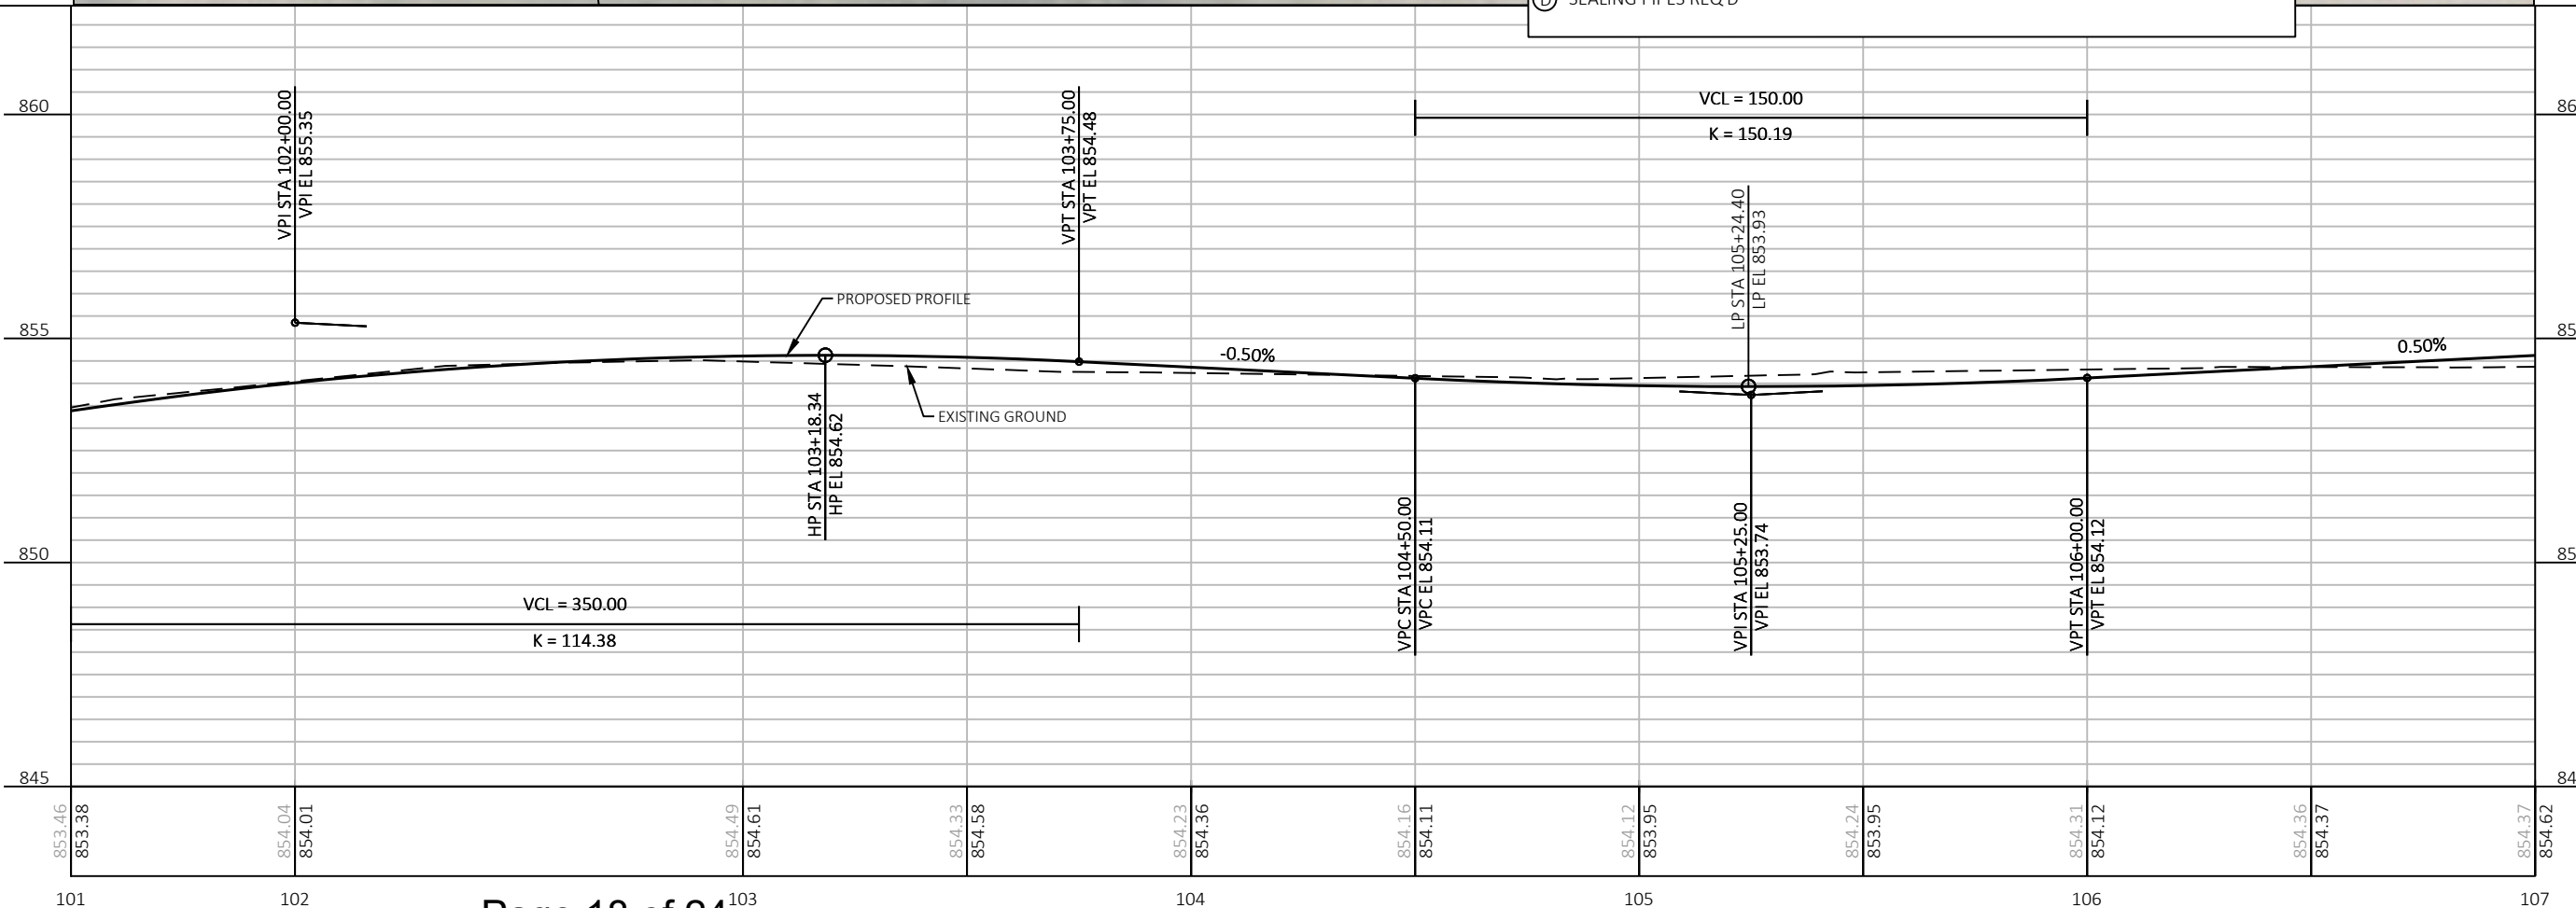 SEALING PIPES REQ'D
860
855
850
845
VPI STA 102+00.00
VPI EL 855.35
VPT STA 103+75.00
VPT EL 854.48
VCL = 150.00
K = 150.19
LP STA 105+24.40
LP EL 853.93
PROPOSED PROFILE
-0.50%
0.50%
EXISTING GROUND
HP STA 103+18.34
HP EL 854.62
VPC STA 104+50.00
VPC EL 854.11
VPI STA 105+25.00
VPI EL 853.74
VPT STA 106+00.00
VPT EL 854.12
VCL = 350.00
K = 114.38
853.46
853.38
854.04
854.01
854.49
854.61
854.33
854.58
854.23
854.36
854.16
854.11
854.12
853.95
854.24
853.95
854.31
854.12
854.36
854.37
854.37
854.62
101 102 103 104 105 106 107